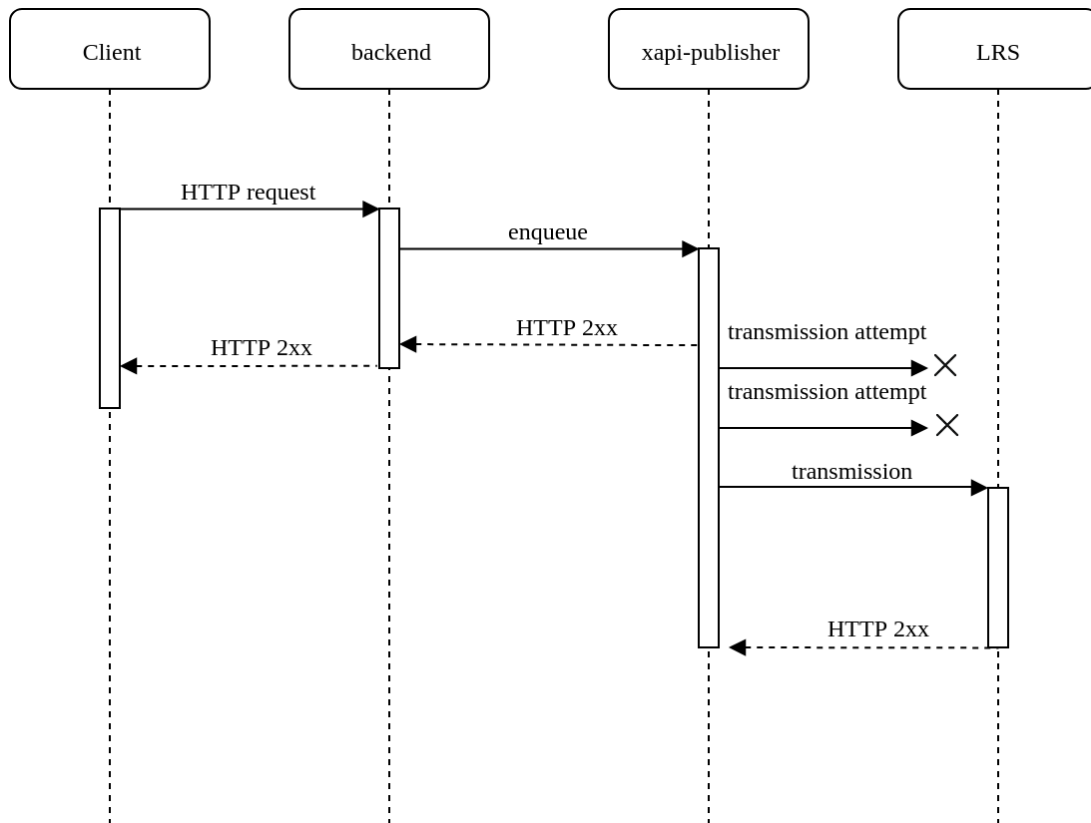 Client
backend
xapi-publisher
LRS
HTTP request
enqueue
HTTP 2xx
transmission attempt
HTTP 2xx
transmission attempt
transmission
HTTP 2xx